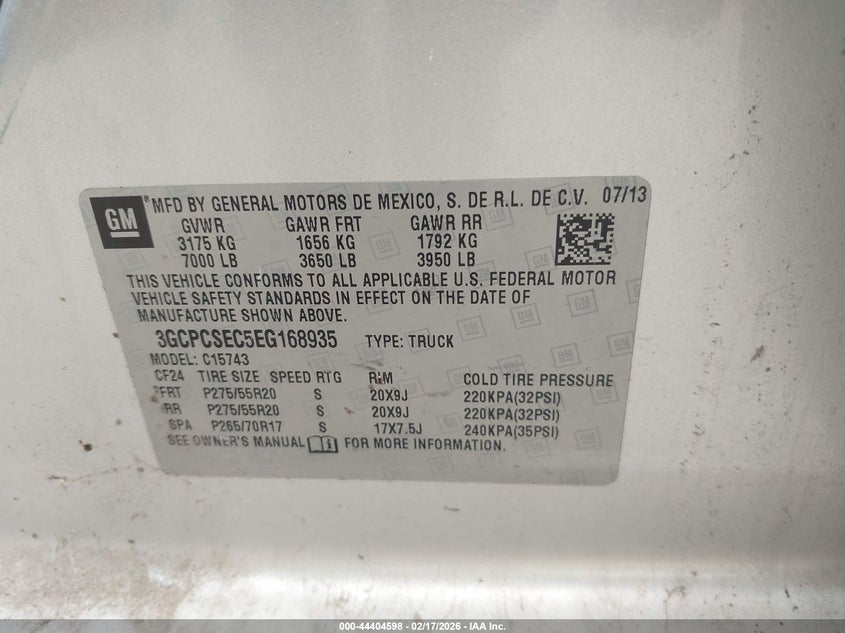 GM ® MFD BY GENERAL MOTORS DE MEXICO, S. DE R.L. DE C.V. 07/13
GVWR GAWR FRT GAWR RR
3175 KG 1656 KG 1792 KG
7000 LB 3650 LB 3950 LB
THIS VEHICLE CONFORMS TO ALL APPLICABLE U.S. FEDERAL MOTOR
VEHICLE SAFETY STANDARDS IN EFFECT ON THE DATE OF
MANUFACTURE SHOWN ABOVE.
3GCPCSEC5EG168935 TYPE: TRUCK
MODEL: C15743
CF24 TIRE SIZE SPEED RTG RIM COLD TIRE PRESSURE
FRT P275/55R20 S 20X9J 220KPA(32PSI)
RR P275/55R20 S 20X9J 220KPA(32PSI)
SPA P265/70R17 S 17X7.5J 240KPA(35PSI)
SEE OWNER'S MANUAL FOR MORE INFORMATION.
000-44404598 - 02/17/2026 - IAA Inc.